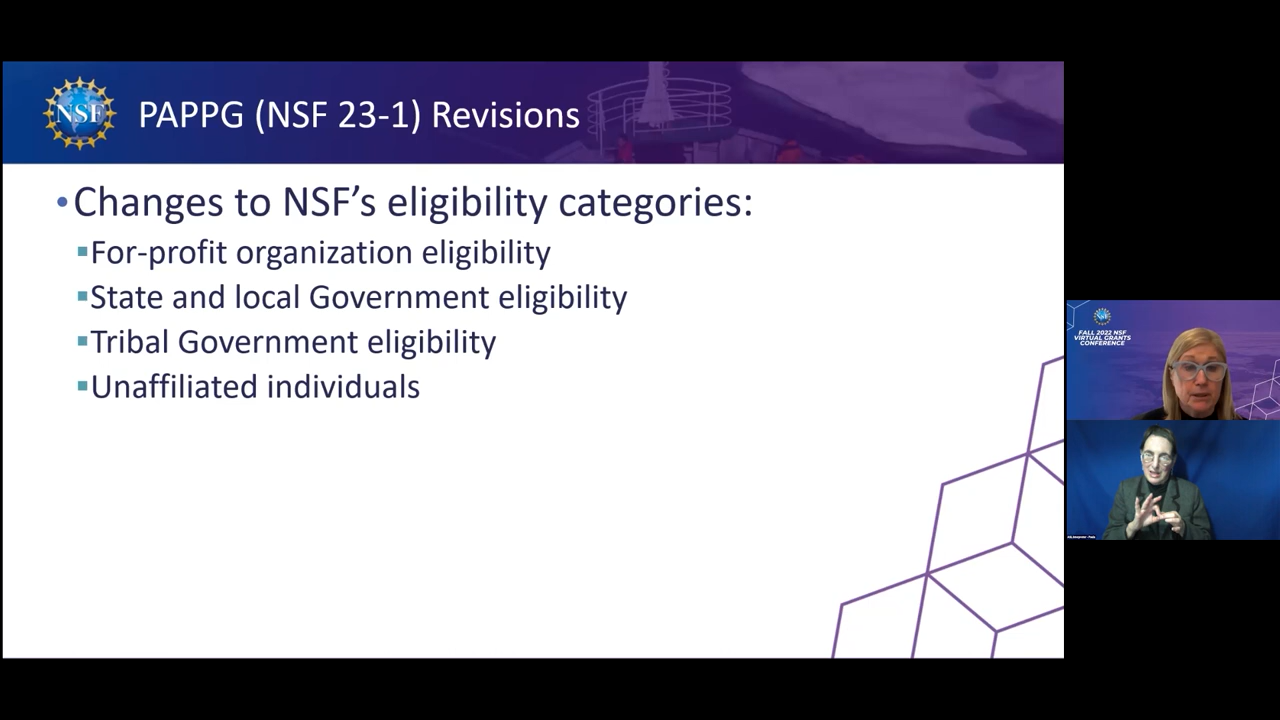 NSF
PAPPG (NSF 23-1) Revisions
•Changes to NSF's eligibility categories:
▪For-profit organization eligibility
▪State and local Government eligibility
▪Tribal Government eligibility
▪Unaffiliated individuals
NSF
FALL 2022 NSF
VIRTUAL GRANTS
CONFERENCE